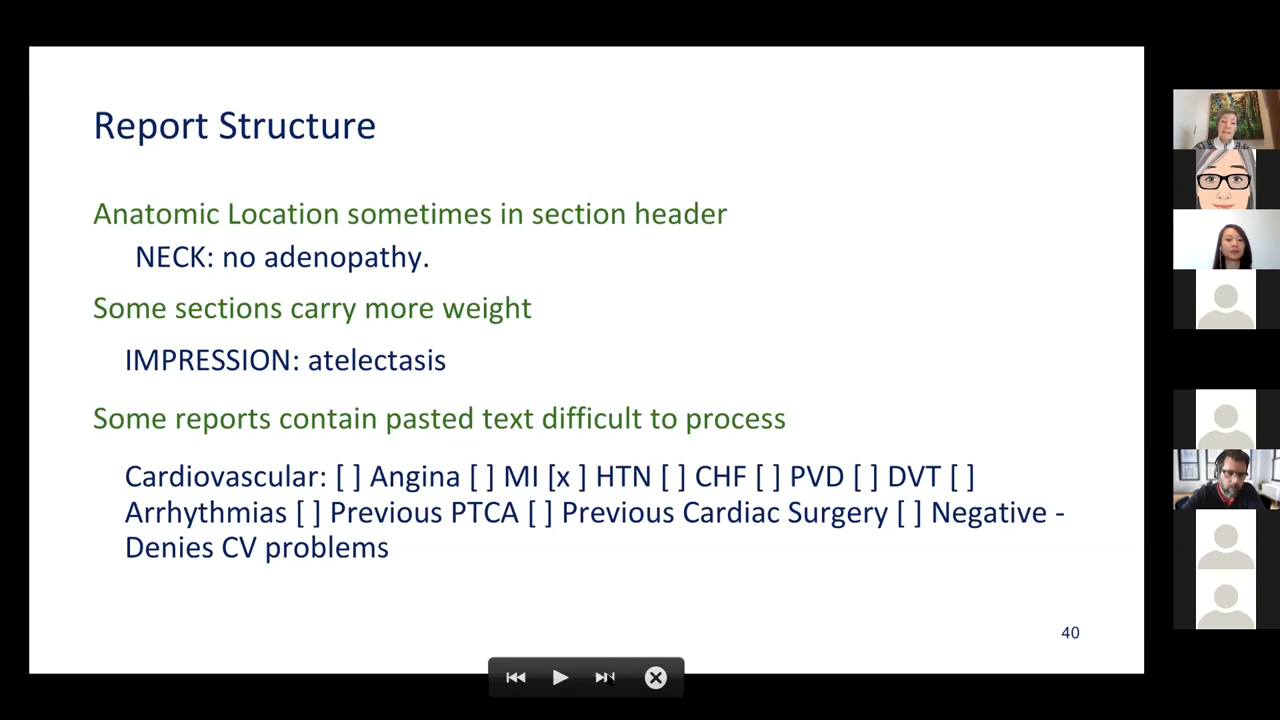 Report Structure
Anatomic Location sometimes in section header
NECK: no adenopathy.
Some sections carry more weight
IMPRESSION: atelectasis
Some reports contain pasted text difficult to process
Cardiovascular: [ ] Angina [ ] MI [x ] HTN [ ] CHF [ ] PVD [ ] DVT [ ]
Arrhythmias [ ] Previous PTCA [ ] Previous Cardiac Surgery [ ] Negative -
Denies CV problems
40